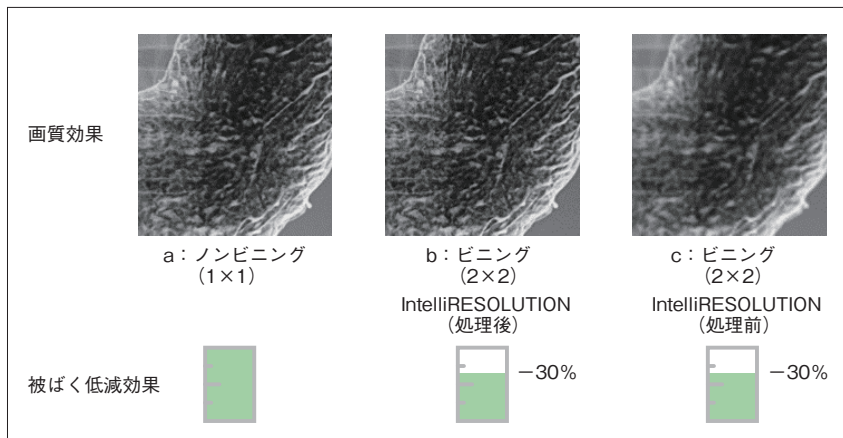 画質効果
a：ノンビニング
（1×1）
b：ビニング
（2×2）
IntelliRESOLUTION
（処理後）
c：ビニング
（2×2）
IntelliRESOLUTION
（処理前）
被ばく低減効果
−30%
−30%